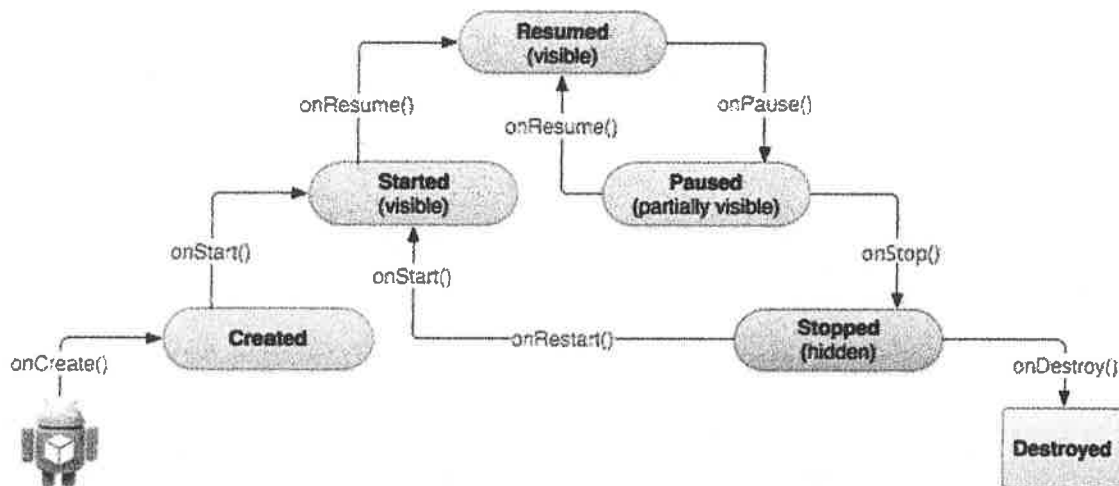 Resumed
(visible)
onResume()
onResume()
onPause()
Started
(visible)
Paused
(partially visible)
onStart()
onStart()
onStop()
Created
onRestart()
Stopped
(hidden)
onCreate()
onDestroy()
Destroyed